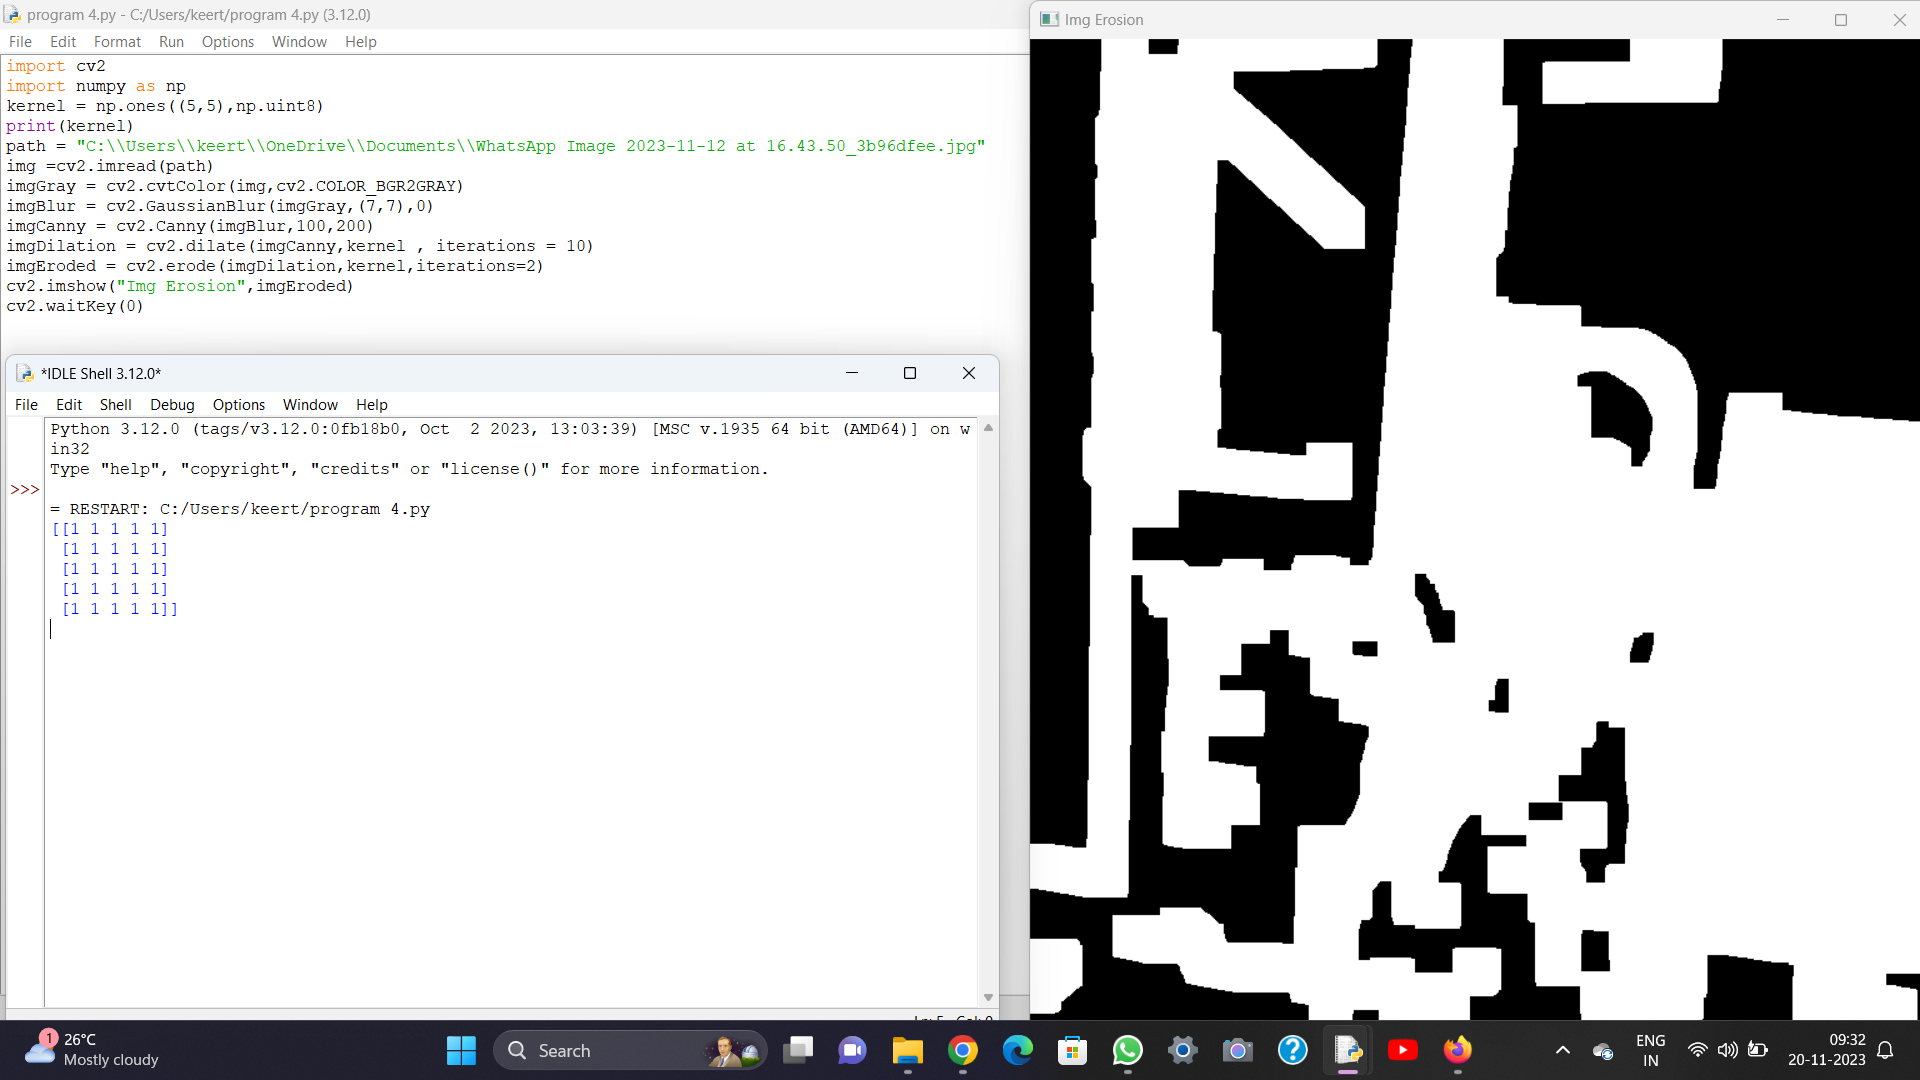 program 4.py - C:/Users/keert/program 4.py (3.12.0)
File Edit Format Run Options Window Help
import cv2
import numpy as np
kernel = np.ones((5,5),np.uint8)
print(kernel)
path = "C:\\Users\\keert\\OneDrive\\Documents\\WhatsApp Image 2023-11-12 at 16.43.50_3b96dfee.jpg"
img =cv2.imread(path)
imgGray = cv2.cvtColor(img,cv2.COLOR_BGR2GRAY)
imgBlur = cv2.GaussianBlur(imgGray,(7,7),0)
imgCanny = cv2.Canny(imgBlur,100,200)
imgDilation = cv2.dilate(imgCanny,kernel , iterations = 10)
imgEroded = cv2.erode(imgDilation,kernel,iterations=2)
cv2.imshow("Img Erosion",imgEroded)
cv2.waitKey(0)
*IDLE Shell 3.12.0*
File Edit Shell Debug Options Window Help
Python 3.12.0 (tags/v3.12.0:0fb18b0, Oct  2 2023, 13:03:39) [MSC v.1935 64 bit (AMD64)] on w
in32
Type "help", "copyright", "credits" or "license()" for more information.
>>>
= RESTART: C:/Users/keert/program 4.py
[[1 1 1 1 1]
 [1 1 1 1 1]
 [1 1 1 1 1]
 [1 1 1 1 1]
 [1 1 1 1 1]]
Img Erosion
1
26°C
Mostly cloudy
Search
ENG
IN
09:32
20-11-2023